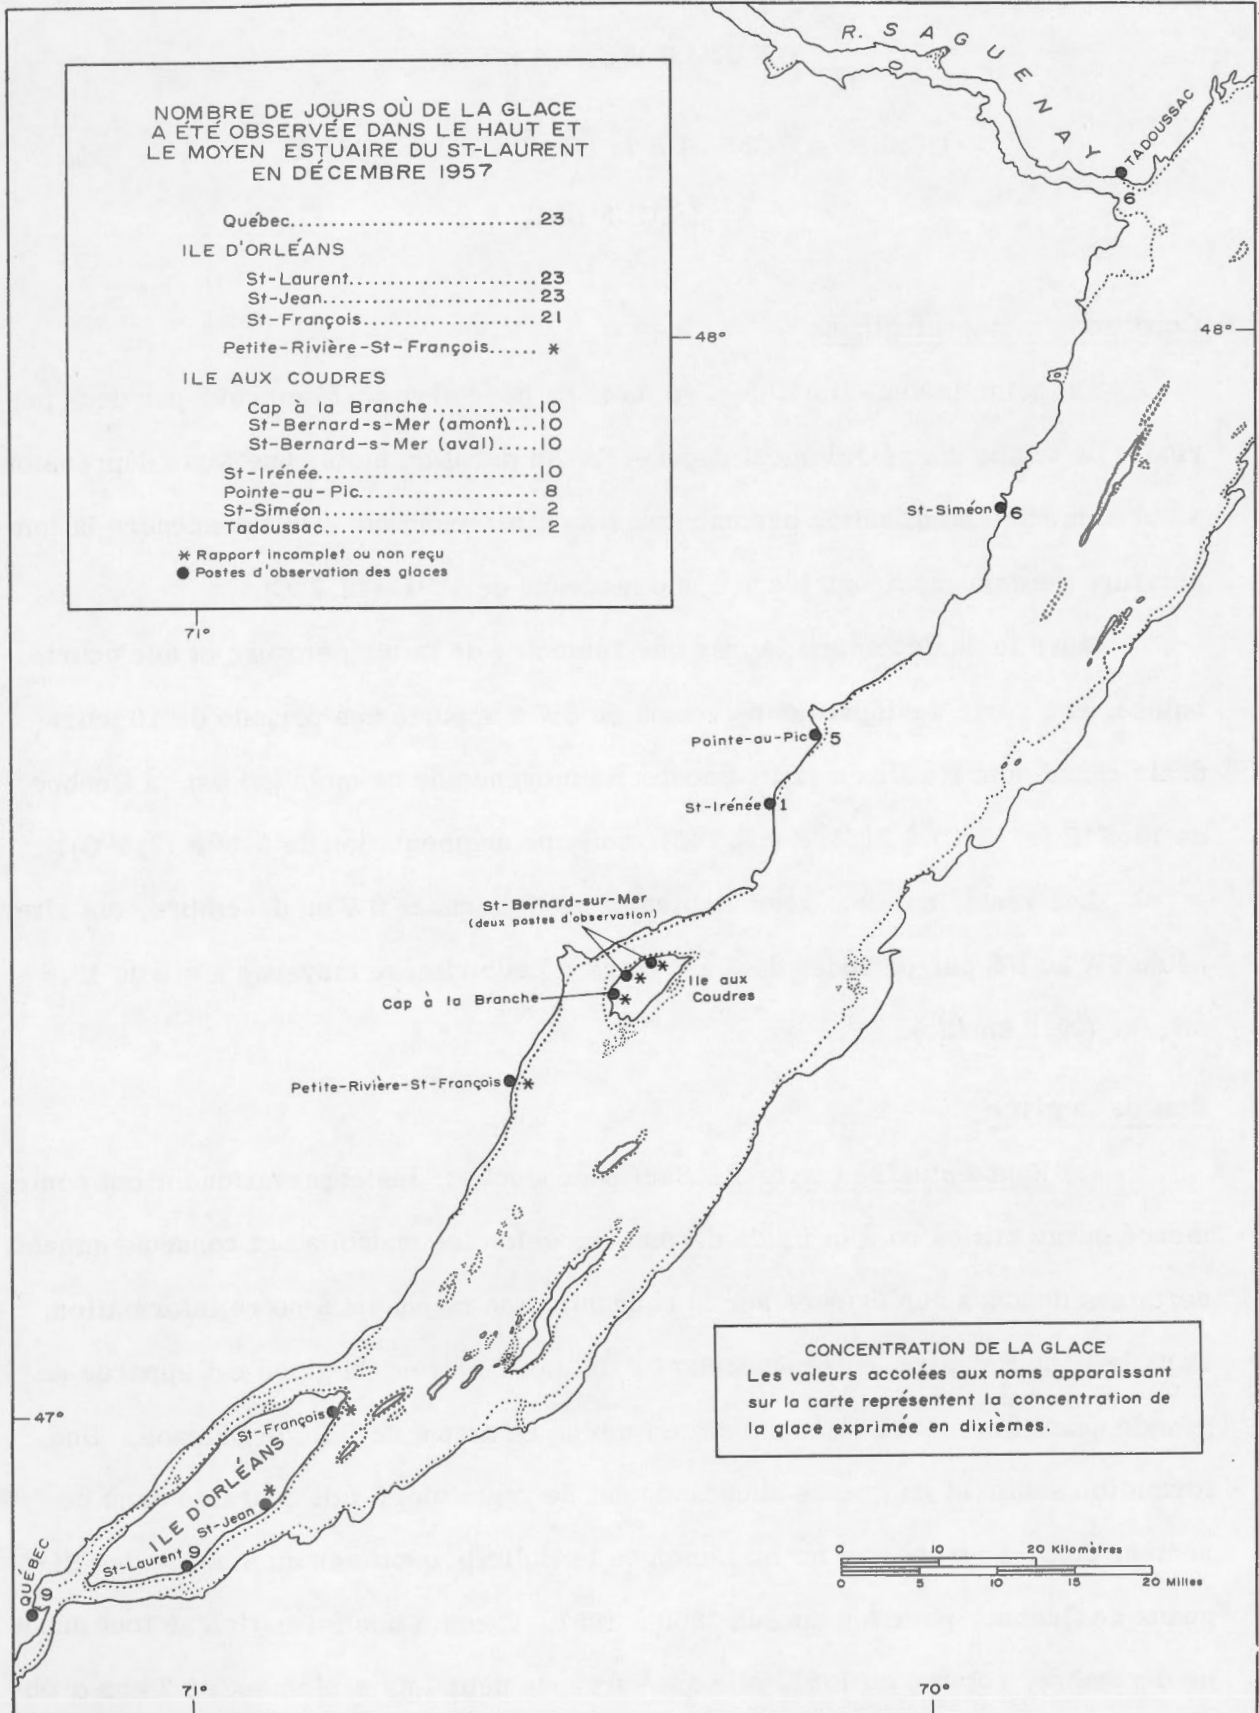 R. SAGUENAY
TADOUSSAC
6
NOMBRE DE JOURS OÙ DE LA GLACE
A ÉTÉ OBSERVÉE DANS LE HAUT ET
LE MOYEN ESTUAIRE DU ST-LAURENT
EN DÉCEMBRE 1957
Québec..........................23
ILE D'ORLÉANS
St-Laurent....................23
St-Jean.......................23
St-François..................21
Petite-Rivière-St-François...... *
ILE AUX COUDRES
Cap à la Branche............10
St-Bernard-s-Mer (amont)....10
St-Bernard-s-Mer (aval)....10
St-Irénée.......................10
Pointe-au-Pic...................8
St-Siméon.......................2
Tadoussac.......................2
* Rapport incomplet ou non reçu
● Postes d'observation des glaces
48°
48°
71°
St-Siméon 6
Pointe-au-Pic 5
St-Irénée 1
St-Bernard-sur-Mer
(deux postes d'observation)
*
*
Cap à la Branche *
Ile aux
Coudres
Petite-Rivière-St-François *
CONCENTRATION DE LA GLACE
Les valeurs accolées aux noms apparaissant
sur la carte représentent la concentration de
la glace exprimée en dixièmes.
47°
St-François *
ILE D'ORLÉANS
St-Jean *
St-Laurent 9
QUÉBEC 9
0 10 20 Kilomètres
0 5 10 15 20 Milles
71°
70°